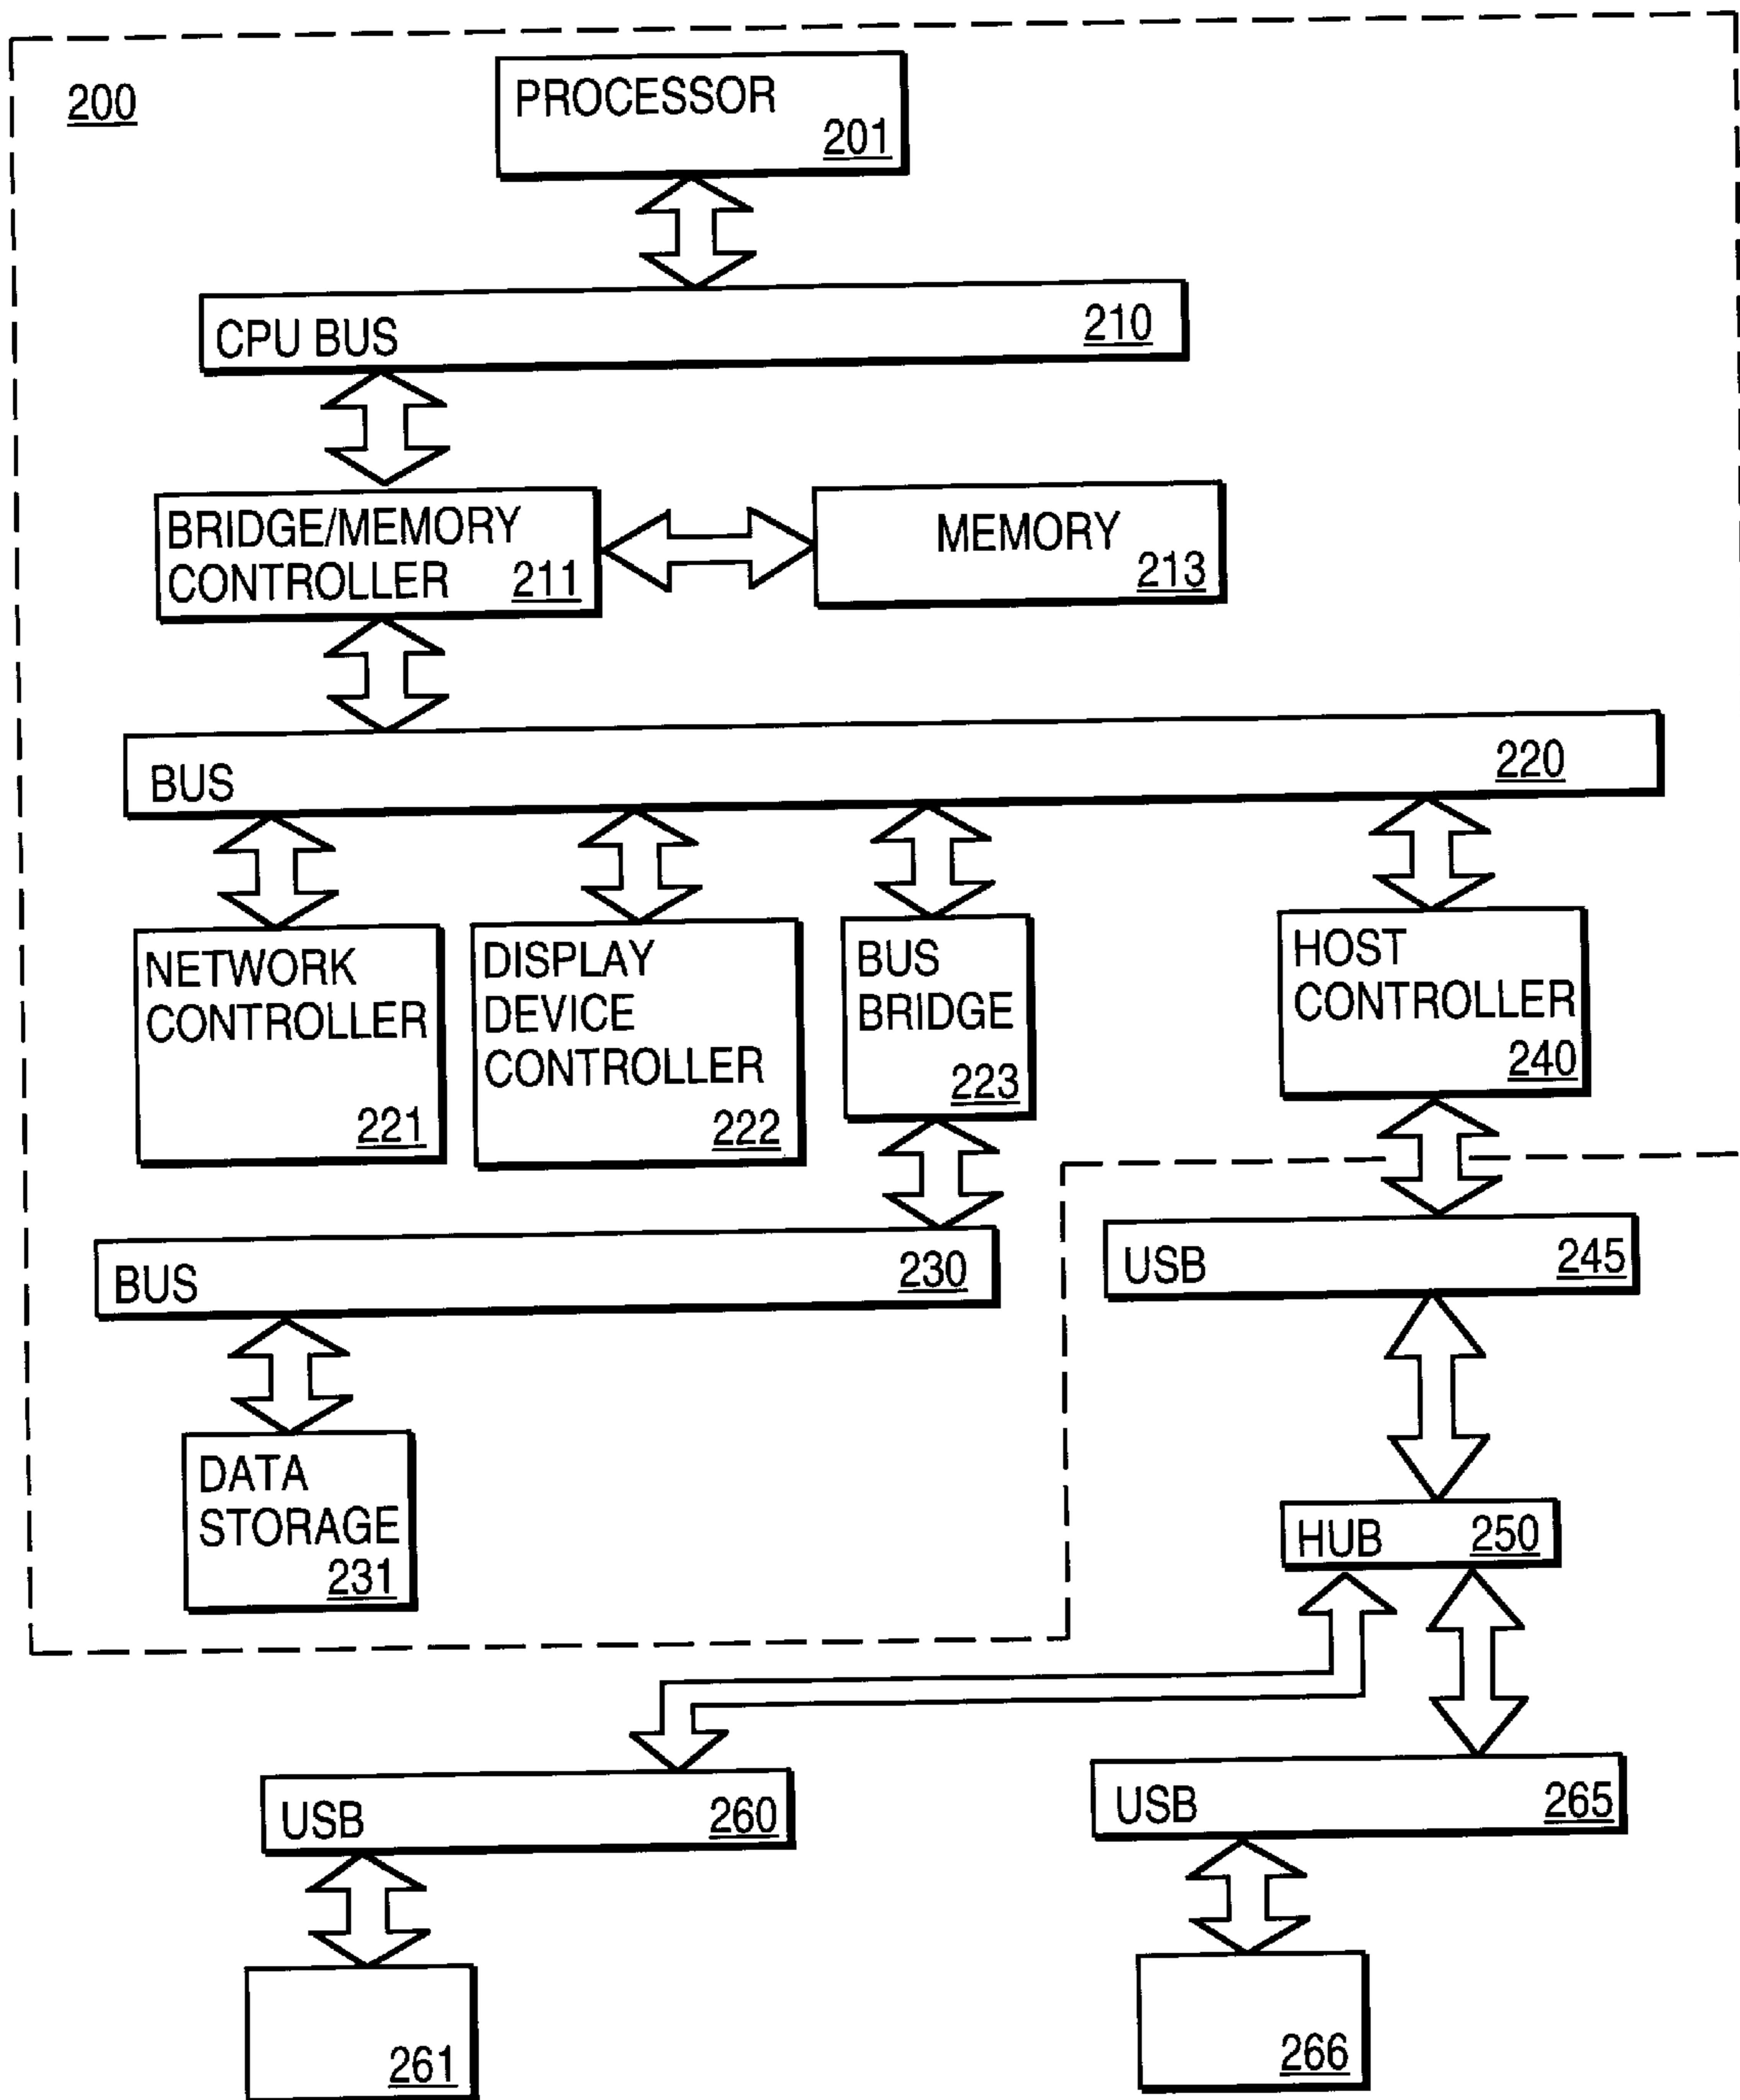 200
PROCESSOR
201
CPU BUS
210
BRIDGE/MEMORY
CONTROLLER
211
MEMORY
213
BUS
220
NETWORK
CONTROLLER
221
DISPLAY
DEVICE
CONTROLLER
222
BUS
BRIDGE
223
HOST
CONTROLLER
240
BUS
230
USB
245
DATA
STORAGE
231
HUB
250
USB
260
USB
265
261
266